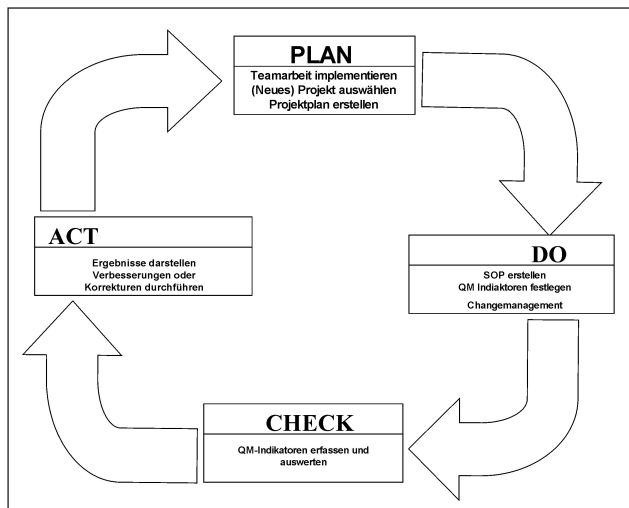 PLAN
Teamarbeit implementieren
(Neues) Projekt auswählen
Projektplan erstellen
DO
SOP erstellen
QM Indiaktoren festlegen
Changemanagement
CHECK
QM-Indikatoren erfassen und
auswerten
ACT
Ergebnisse darstellen
Verbesserungen oder
Korrekturen durchführen